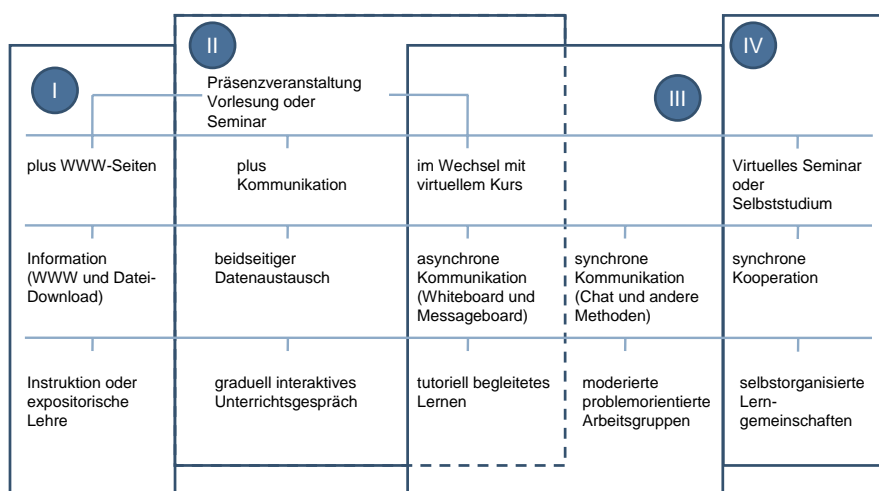 II
IV
I
Präsenzveranstaltung
Vorlesung oder
Seminar
III
plus WWW-Seiten
plus
Kommunikation
im Wechsel mit
virtuellem Kurs
Virtuelles Seminar
oder
Selbststudium
Information
(WWW und Datei-
Download)
beidseitiger
Datenaustausch
asynchrone
Kommunikation
(Whiteboard und
Messageboard)
synchrone
Kommunikation
(Chat und andere
Methoden)
synchrone
Kooperation
Instruktion oder
expositorische
Lehre
graduell interaktives
Unterrichtsgespräch
tutoriell begleitetes
Lernen
moderierte
problemorientierte
Arbeitsgruppen
selbstorganisierte
Lern-
gemeinschaften